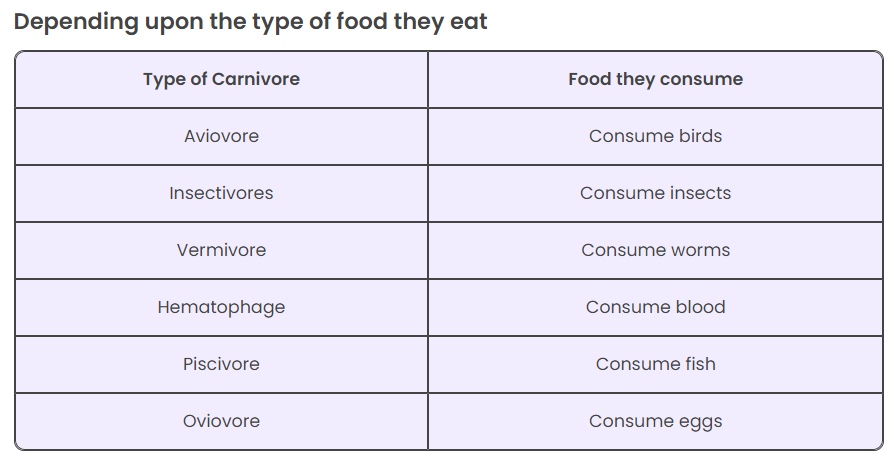 Depending upon the type of food they eat
Type of Carnivore Food they consume
Aviovore Consume birds
Insectivores Consume insects
Vermivore Consume worms
Hematophage Consume blood
Piscivore Consume fish
Oviovore Consume eggs